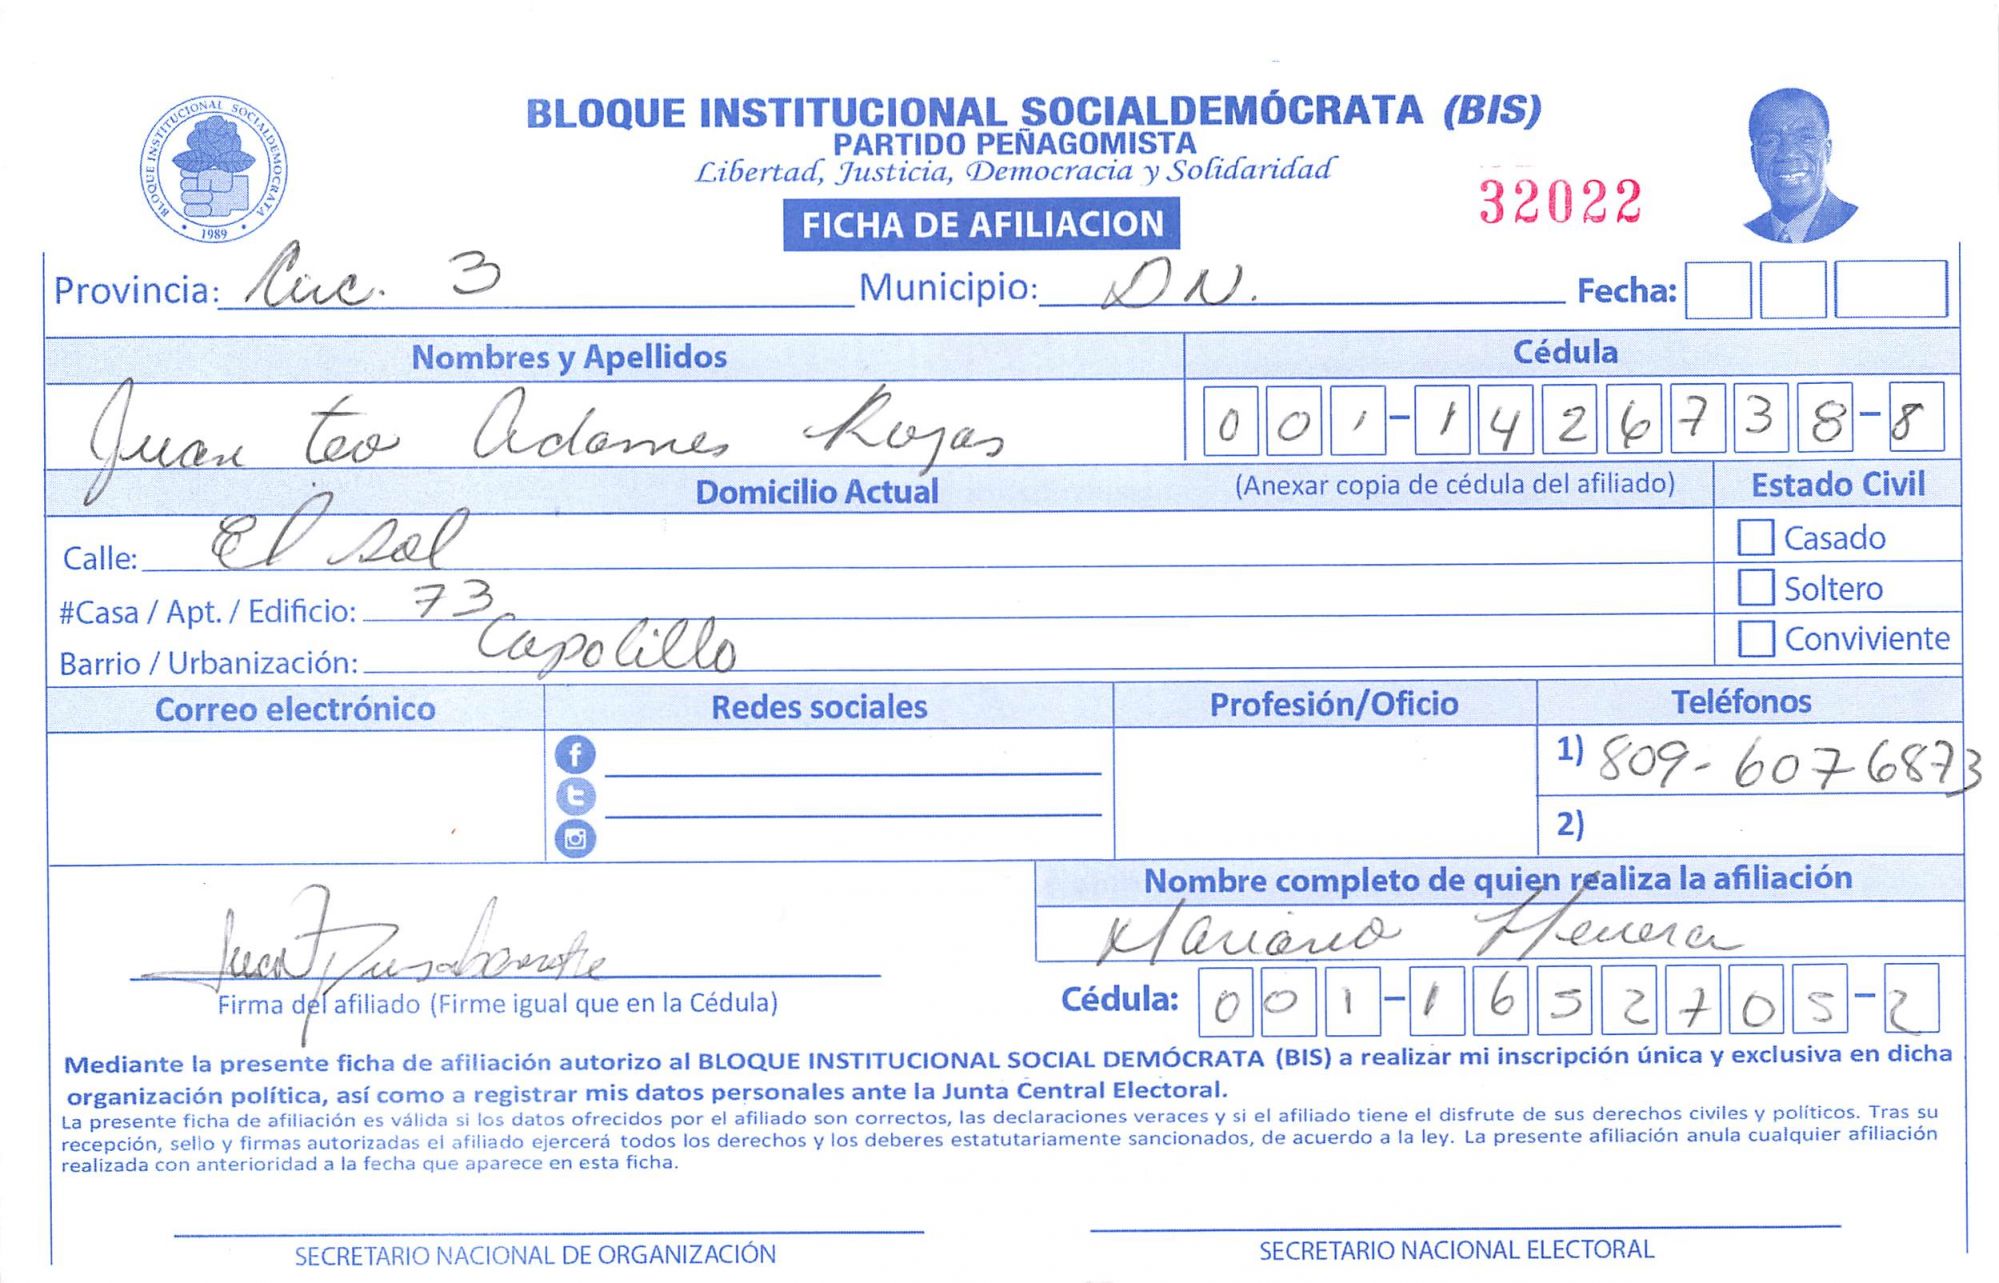 BLOQUE INSTITUCIONAL SOCIALDEMOCRATA
1989
BLOQUE INSTITUCIONAL SOCIALDEMÓCRATA (BIS)
PARTIDO PEÑAGOMISTA
Libertad, Justicia, Democracia y Solidaridad
32022
FICHA DE AFILIACION
Provincia: Circ. 3 Municipio: DN. Fecha:
Nombres y Apellidos Cédula
Juan teo Adames Rojas 001-1426738-8
Domicilio Actual (Anexar copia de cédula del afiliado) Estado Civil
Calle: El sol Casado
#Casa / Apt. / Edificio: 73 Soltero
Barrio / Urbanización: Capotillo Conviviente
Correo electrónico Redes sociales Profesión/Oficio Teléfonos
1) 809-6076873
2)
Nombre completo de quien realiza la afiliación
Mariano Herrera
Firma del afiliado (Firme igual que en la Cédula) Cédula: 001-1652705-2
Mediante la presente ficha de afiliación autorizo al BLOQUE INSTITUCIONAL SOCIAL DEMÓCRATA (BIS) a realizar mi inscripción única y exclusiva en dicha
organización política, así como a registrar mis datos personales ante la Junta Central Electoral.
La presente ficha de afiliación es válida si los datos ofrecidos por el afiliado son correctos, las declaraciones veraces y si el afiliado tiene el disfrute de sus derechos civiles y políticos. Tras su
recepción, sello y firmas autorizadas el afiliado ejercerá todos los derechos y los deberes estatutariamente sancionados, de acuerdo a la ley. La presente afiliación anula cualquier afiliación
realizada con anterioridad a la fecha que aparece en esta ficha.
SECRETARIO NACIONAL DE ORGANIZACIÓN SECRETARIO NACIONAL ELECTORAL